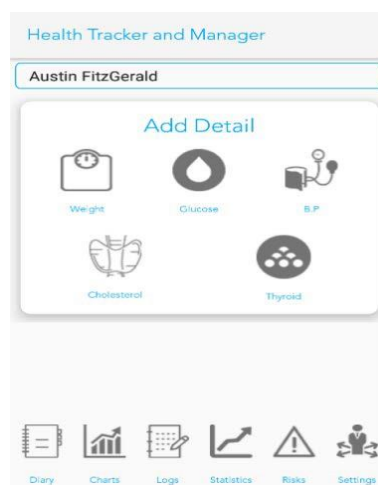 Health Tracker and Manager
Austin FitzGerald
Add Detail
Weight Glucose B.P
Cholesterol Thyroid
Diary Charts Logs Statistics Risks Settings